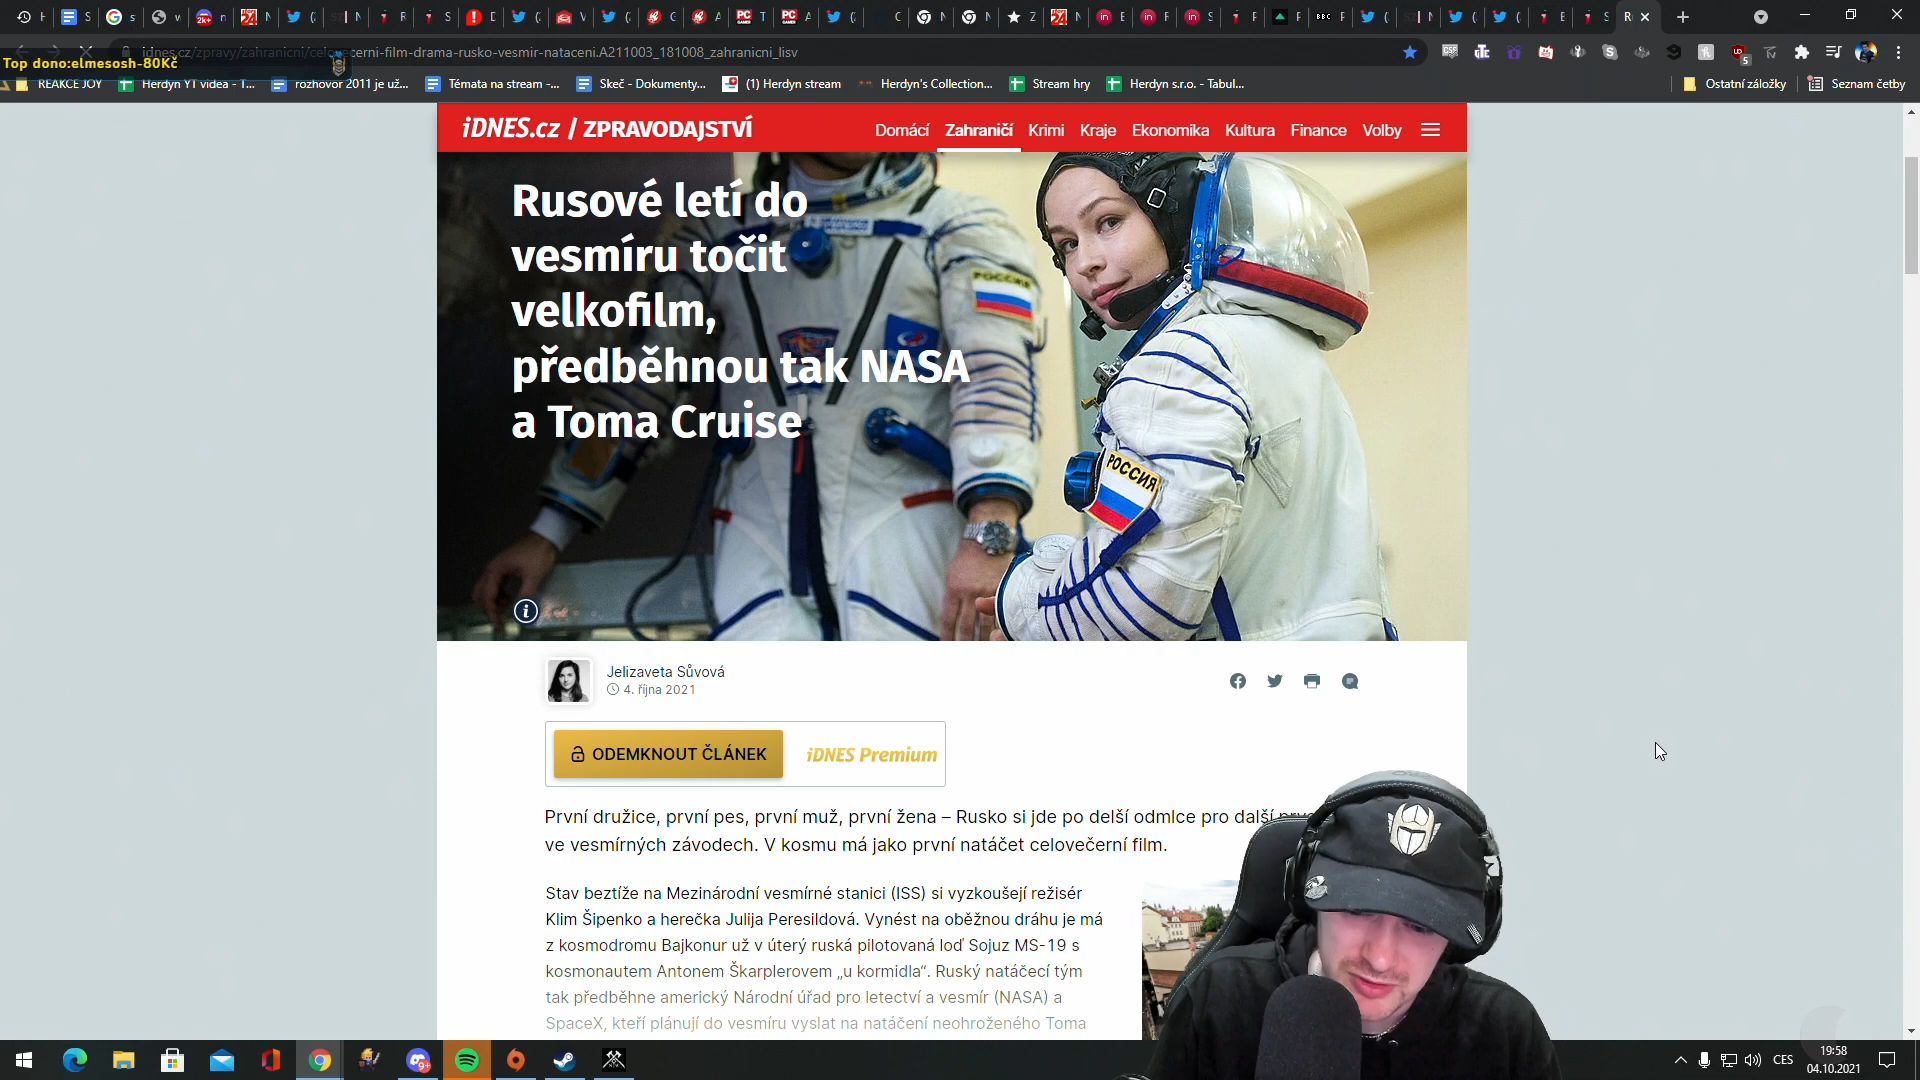 idnes.cz/zpravy/zahranicni/celovecerni-film-drama-rusko-vesmir-nataceni.A211003_181008_zahranicni_lisv
Top dono:elmesosh-80Kč
REAKCE JOY
Herdyn YT videa - T...
rozhovor 2011 je už...
Témata na stream -...
Skeč - Dokumenty...
(1) Herdyn stream
Herdyn's Collection...
Stream hry
Herdyn s.r.o. - Tabul...
Ostatní záložky
Seznam četby
iDNES.cz / ZPRAVODAJSTVÍ
Domácí Zahraničí Krimi Kraje Ekonomika Kultura Finance Volby
Rusové letí do
vesmíru točit
velkofilm,
předběhnou tak NASA
a Toma Cruise
РОССИЯ
РОССИЯ
Jelizaveta Sůvová
4. října 2021
ODEMKNOUT ČLÁNEK
iDNES Premium
První družice, první pes, první muž, první žena – Rusko si jde po delší odmlce pro další
ve vesmírných závodech. V kosmu má jako první natáčet celovečerní film.
Stav beztíže na Mezinárodní vesmírné stanici (ISS) si vyzkoušejí režisér
Klim Šipenko a herečka Julija Peresildová. Vynést na oběžnou dráhu je má
z kosmodromu Bajkonur už v úterý ruská pilotovaná loď Sojuz MS-19 s
kosmonautem Antonem Škarplerovem „u kormidla“. Ruský natáčecí tým
tak předběhne americký Národní úřad pro letectví a vesmír (NASA) a
SpaceX, kteří plánují do vesmíru vyslat na natáčení neohroženého Toma
CES
19:58
04.10.2021